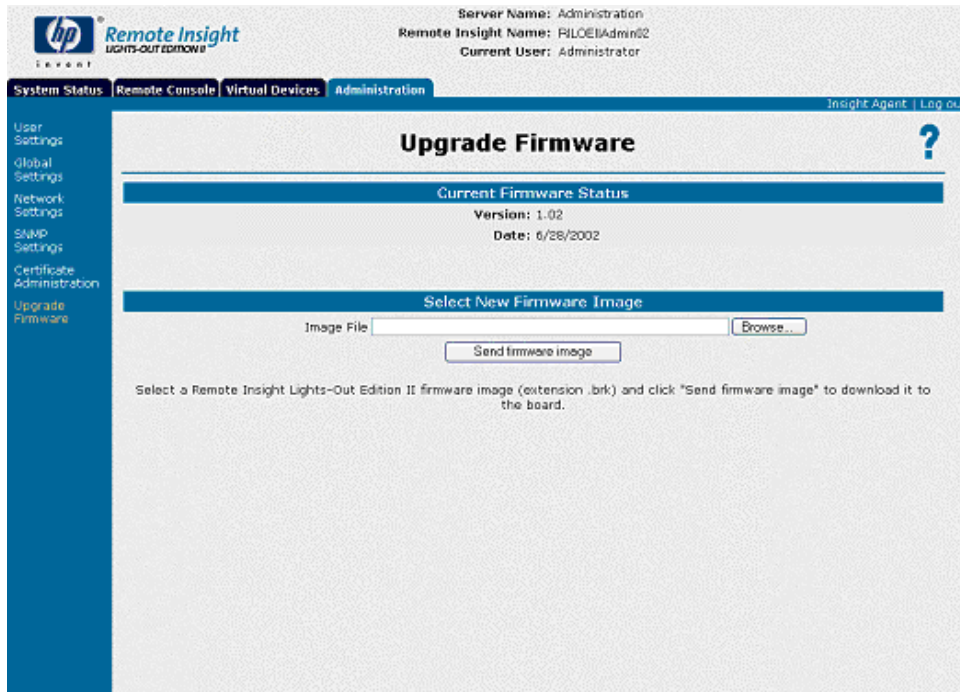 Server Name: Administration
Remote Insight Name: RILOEIIAdmin02
Current User: Administrator
hp
invent
Remote Insight
LIGHTS-OUT EDITION II
System Status
Remote Console
Virtual Devices
Administration
Insight Agent | Log ou
User
Settings
Global
Settings
Network
Settings
SNMP
Settings
Certificate
Administration
Upgrade
Firmware
Upgrade Firmware
?
Current Firmware Status
Version: 1.02
Date: 6/28/2002
Select New Firmware Image
Image File
Browse...
Send firmware image
Select a Remote Insight Lights-Out Edition II firmware image (extension .brk) and click "Send firmware image" to download it to
the board.